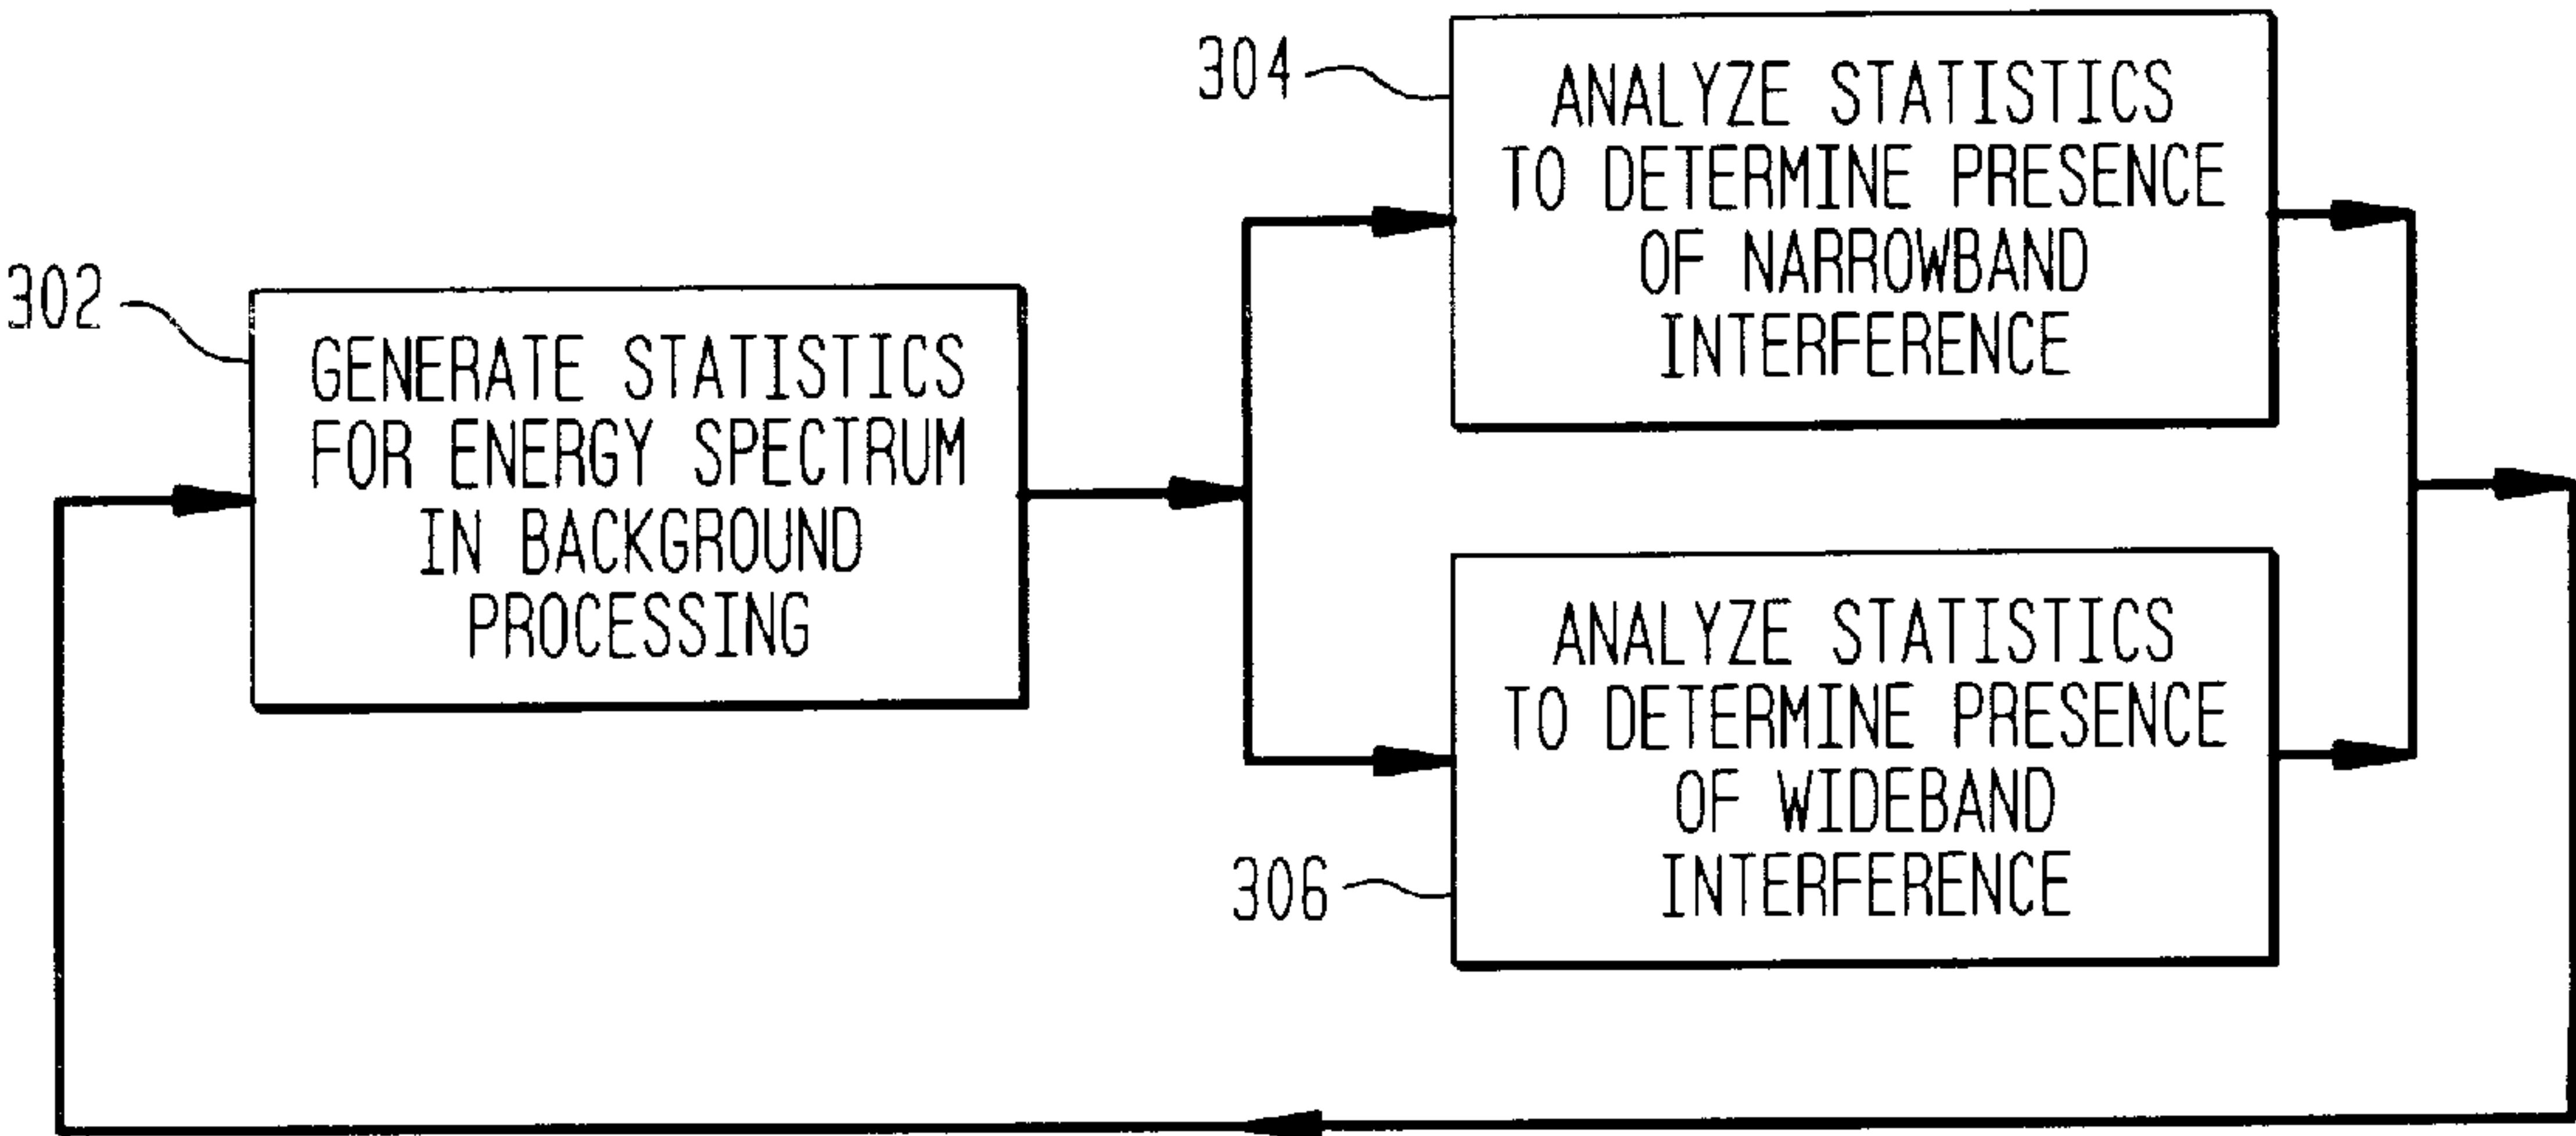 302
GENERATE STATISTICS
FOR ENERGY SPECTRUM
IN BACKGROUND
PROCESSING
304
ANALYZE STATISTICS
TO DETERMINE PRESENCE
OF NARROWBAND
INTERFERENCE
306
ANALYZE STATISTICS
TO DETERMINE PRESENCE
OF WIDEBAND
INTERFERENCE